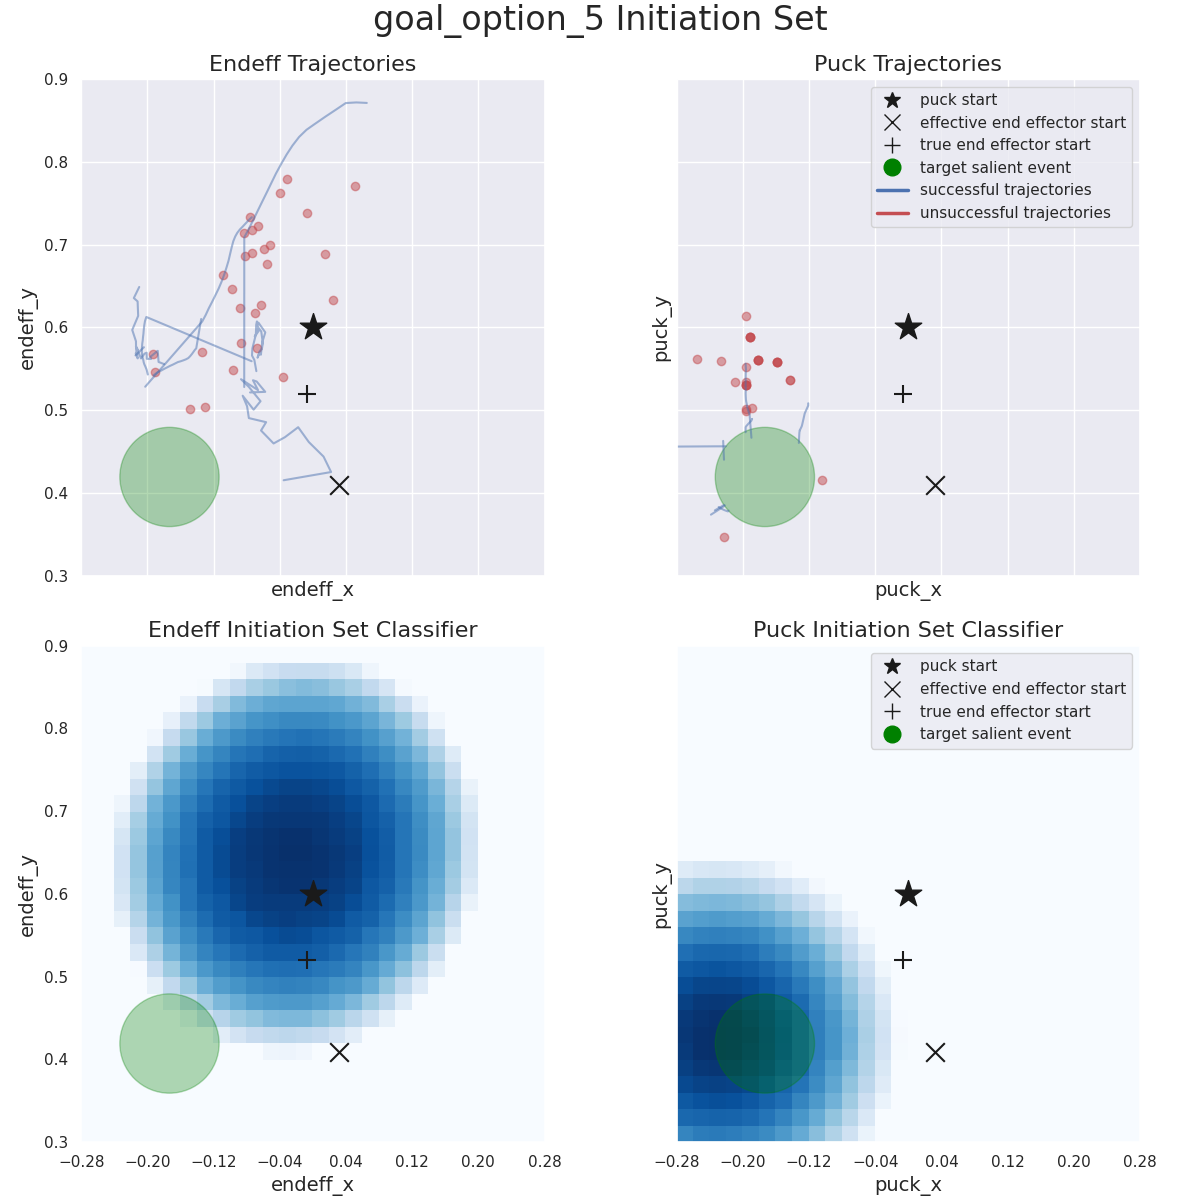 goal_option_5 Initiation Set
Endeff Trajectories
0.9
0.8
0.7
0.6
0.5
0.4
0.3
endeff_y
endeff_x
Puck Trajectories
puck start
effective end effector start
true end effector start
target salient event
successful trajectories
unsuccessful trajectories
puck_y
puck_x
Endeff Initiation Set Classifier
0.9
0.8
0.7
0.6
0.5
0.4
0.3
endeff_y
−0.28 −0.20 −0.12 −0.04 0.04 0.12 0.20 0.28
endeff_x
Puck Initiation Set Classifier
puck start
effective end effector start
true end effector start
target salient event
puck_y
−0.28 −0.20 −0.12 −0.04 0.04 0.12 0.20 0.28
puck_x